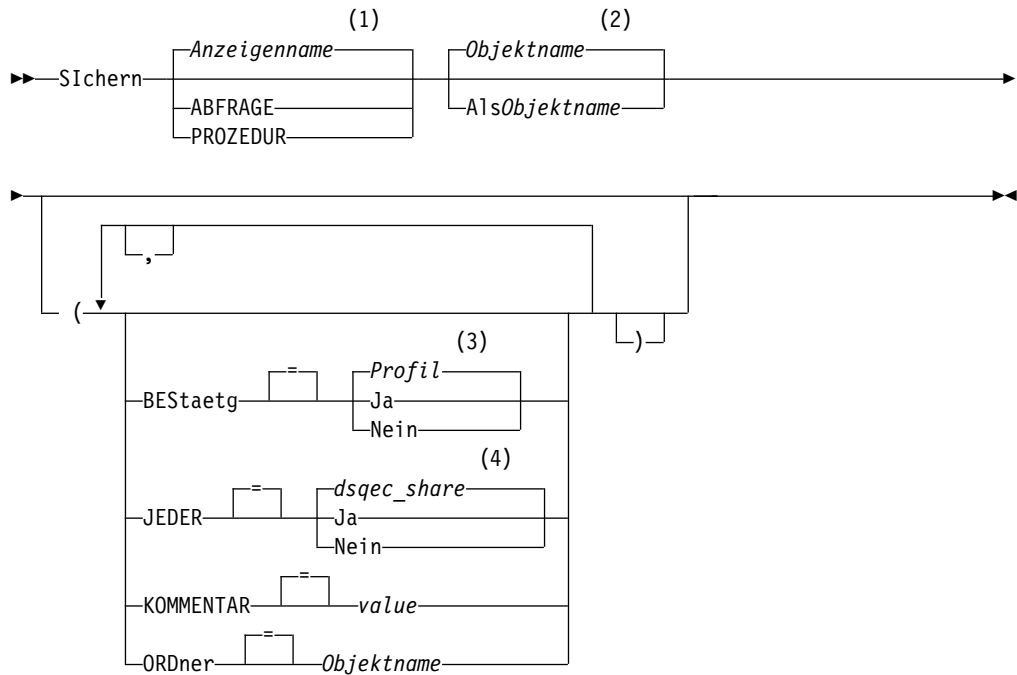 (1) (2)
Anzeigenname Objektname
SIchern
ABFRAGE AlsObjektname
PROZEDUR
,
( )
(3)
= Profil
BEStaetg Ja
Nein
(4)
= dsqec_share
JEDER Ja
Nein
=
KOMMENTAR value
=
ORDner Objektname